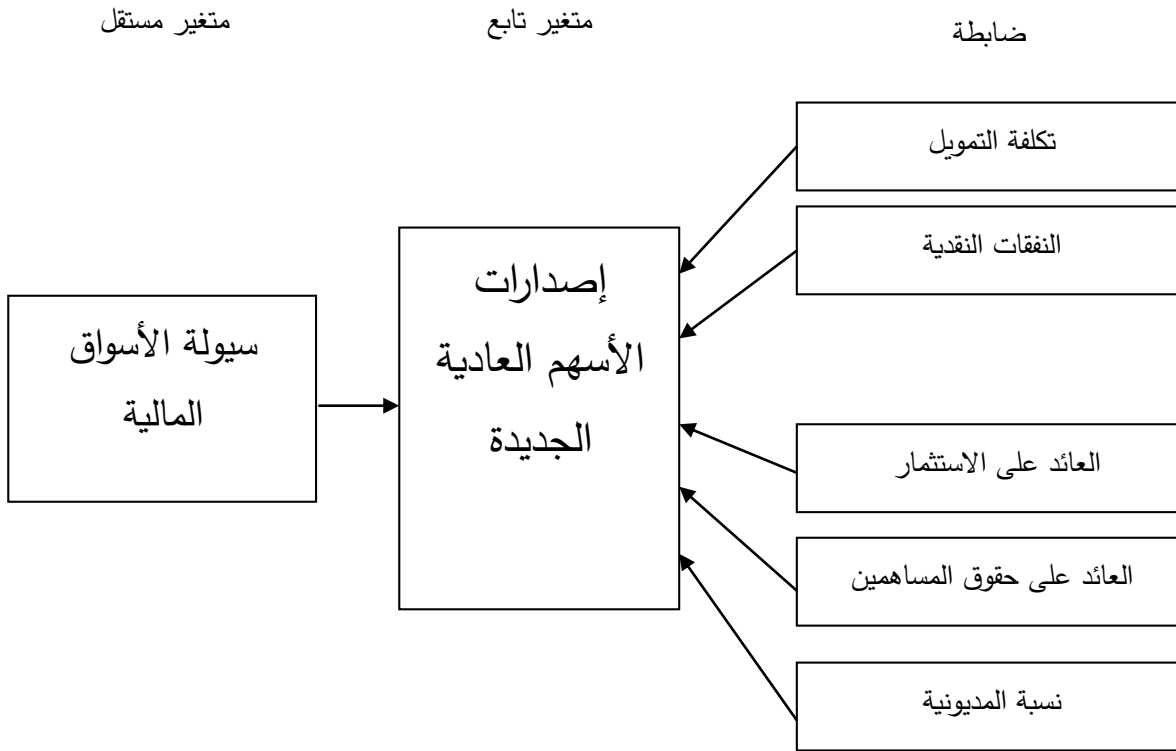 ضابطة
متغير تابع
متغير مستقل
تكلفة التمويل
النفقات النقدية
العائد على الاستثمار
العائد على حقوق المساهمين
نسبة المديونية
إصدارات
الأسهم العادية
الجديدة
سيولة الأسواق
المالية